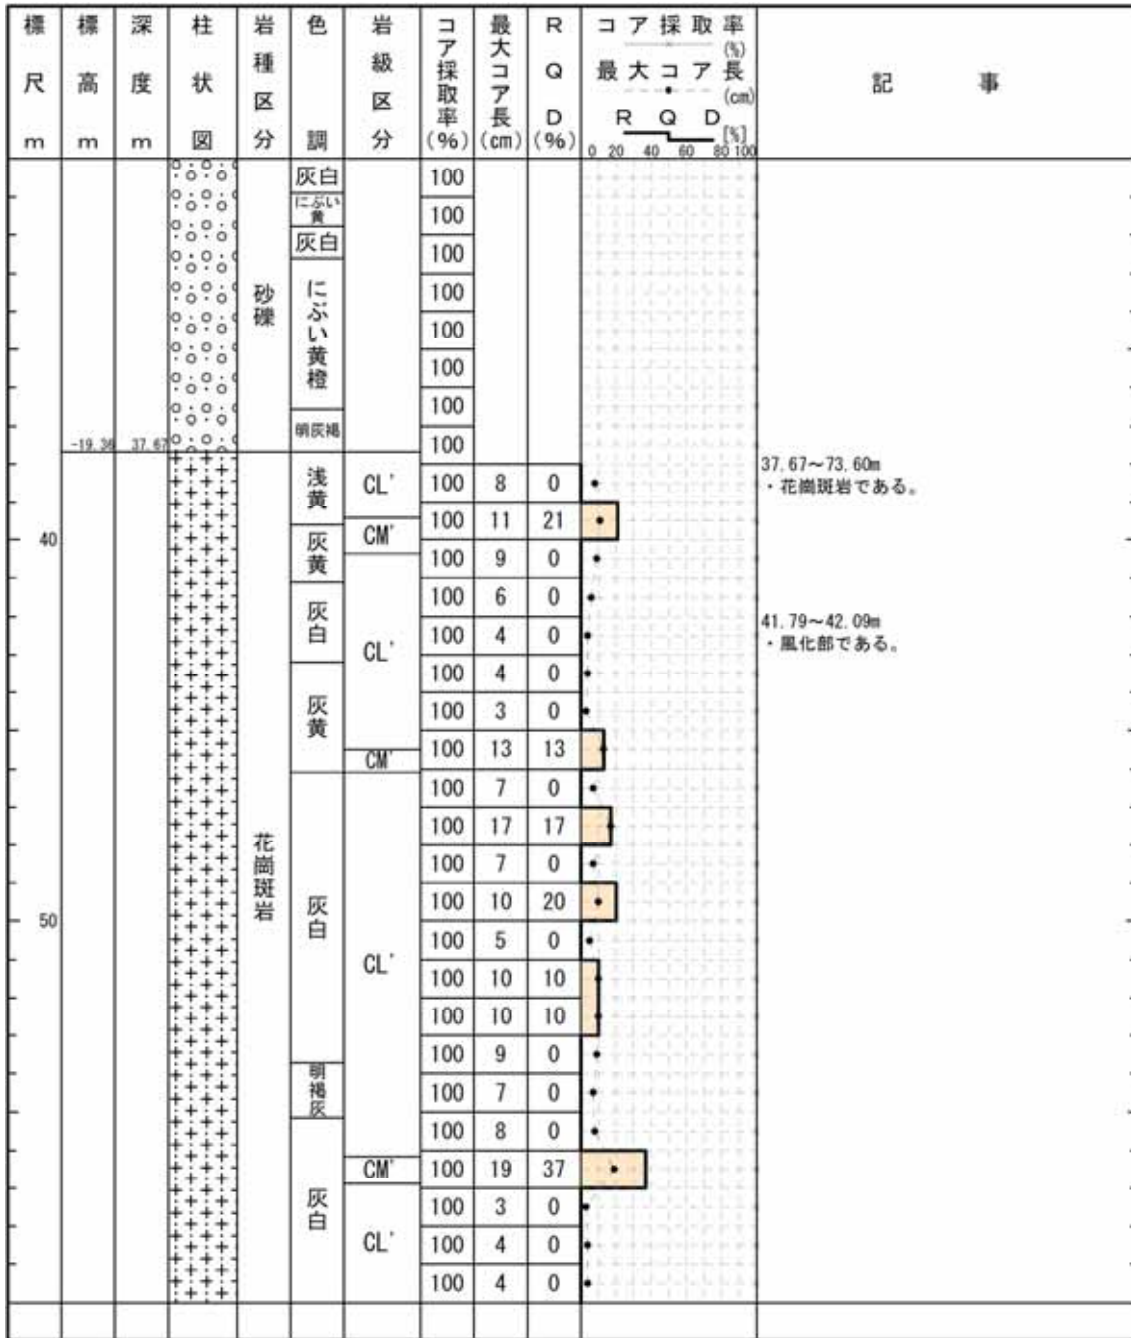 標尺m
標高m
深度m
柱状図
岩種区分
色調
岩級区分
コア採取率(%)
最大コア長(cm)
RQD(%)
コア採取率(%)
最大コア長(cm)
RQD[%]
0 20 40 60 80 100
記事
灰白
にぶい黄
灰白
にぶい黄橙
明灰褐
砂礫
100
100
100
100
100
100
100
100
-19.36 37.67
浅黄
灰黄
灰白
灰黄
灰白
明褐灰
灰白
花崗斑岩
CL'
CM'
CL'
CM'
CL'
CM'
CL'
40
50
100 8 0
100 11 21
100 9 0
100 6 0
100 4 0
100 4 0
100 3 0
100 13 13
100 7 0
100 17 17
100 7 0
100 10 20
100 5 0
100 10 10
100 10 10
100 9 0
100 7 0
100 8 0
100 19 37
100 3 0
100 4 0
100 4 0
37.67～73.60m
・花崗斑岩である。
41.79～42.09m
・風化部である。